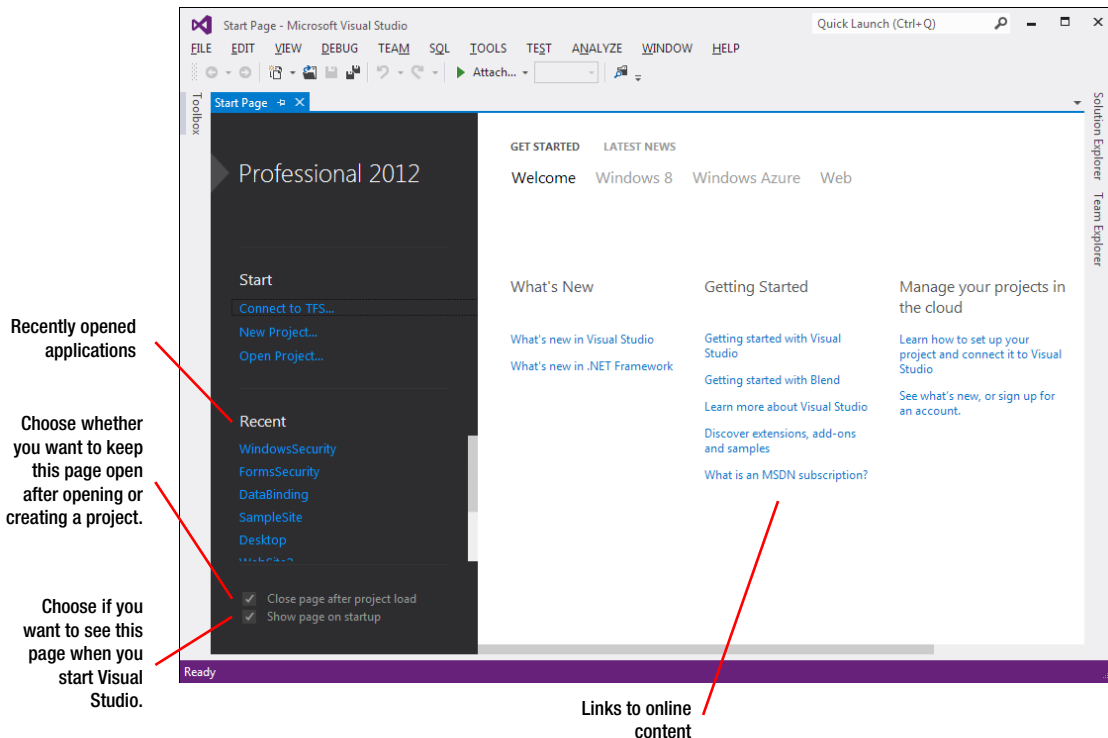 Start Page - Microsoft Visual Studio
Quick Launch (Ctrl+Q)
FILE EDIT VIEW DEBUG TEAM SQL TOOLS TEST ANALYZE WINDOW HELP
Attach...
Toolbox
Start Page
Solution Explorer
Team Explorer
Professional 2012
GET STARTED LATEST NEWS
Welcome Windows 8 Windows Azure Web
Start
Connect to TFS...
New Project...
Open Project...
Recent
WindowsSecurity
FormsSecurity
DataBinding
SampleSite
Desktop
WebSite2
Close page after project load
Show page on startup
What's New
What's new in Visual Studio
What's new in .NET Framework
Getting Started
Getting started with Visual
Studio
Getting started with Blend
Learn more about Visual Studio
Discover extensions, add-ons
and samples
What is an MSDN subscription?
Manage your projects in
the cloud
Learn how to set up your
project and connect it to Visual
Studio
See what's new, or sign up for
an account.
Ready
Recently opened
applications
Choose whether
you want to keep
this page open
after opening or
creating a project.
Choose if you
want to see this
page when you
start Visual
Studio.
Links to online
content